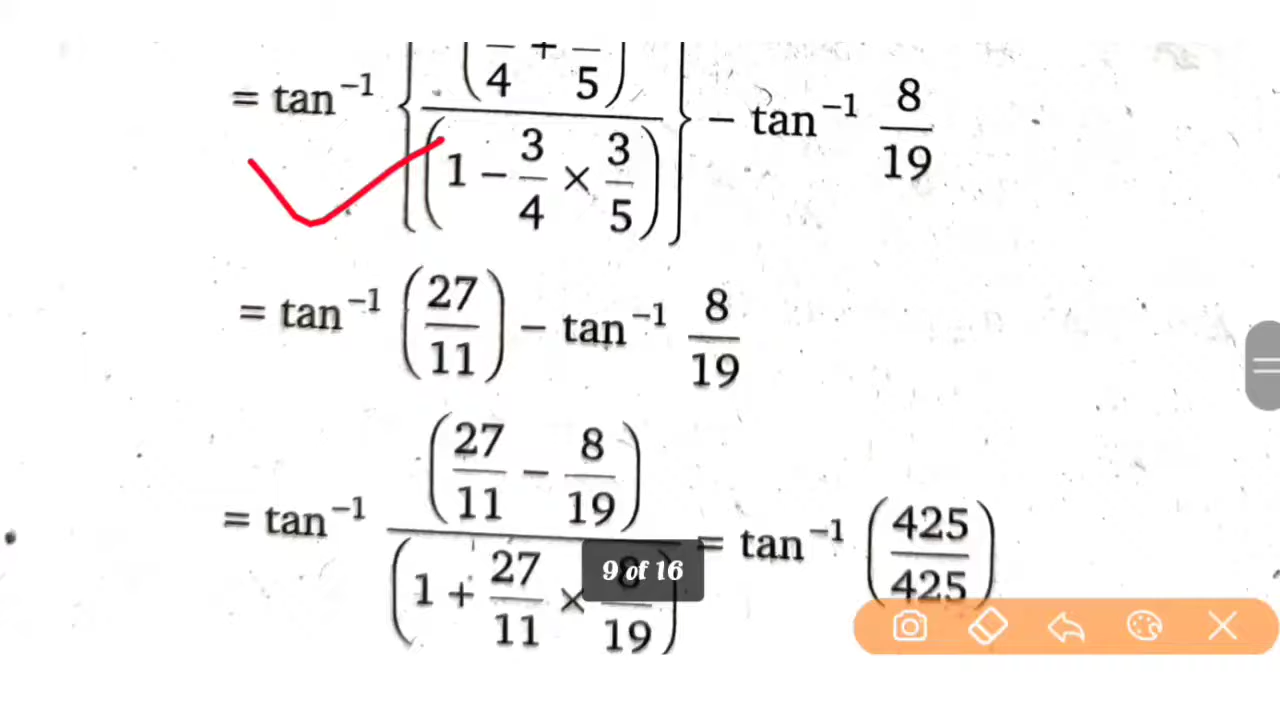 = tan⁻¹ { ( /4 + /5 ) / ( 1 − 3/4 × 3/5 ) } − tan⁻¹ 8/19
= tan⁻¹ ( 27/11 ) − tan⁻¹ 8/19
= tan⁻¹ ( 27/11 − 8/19 ) / ( 1 + 27/11 × 8/19 ) = tan⁻¹ ( 425/425 )
9 of 16